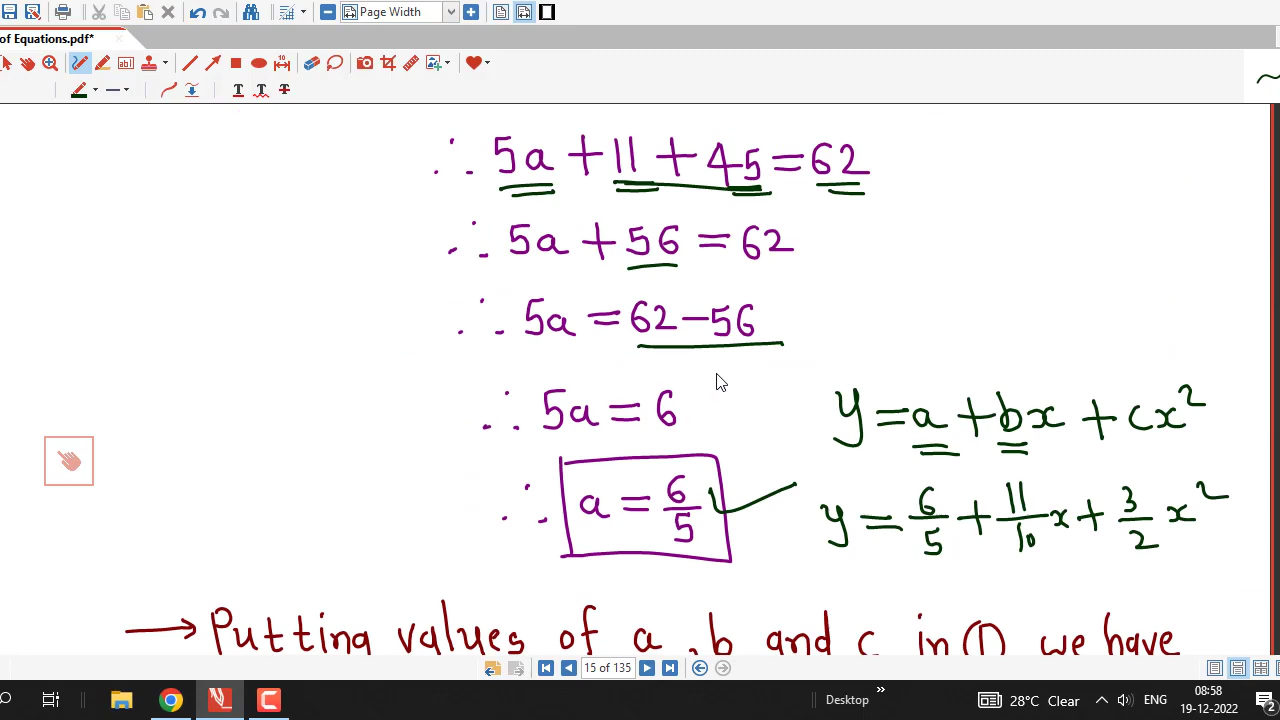 Page Width
of Equations.pdf*
∴ 5a + 11 + 45 = 62
∴ 5a + 56 = 62
∴ 5a = 62 - 56
∴ 5a = 6
y = a + bx + cx²
∴ a = 6/5
y = 6/5 + 11/10 x + 3/2 x²
→ Putting values of a, b and c in ① we have
15 of 135
Desktop
28°C Clear
ENG
08:58
19-12-2022
2